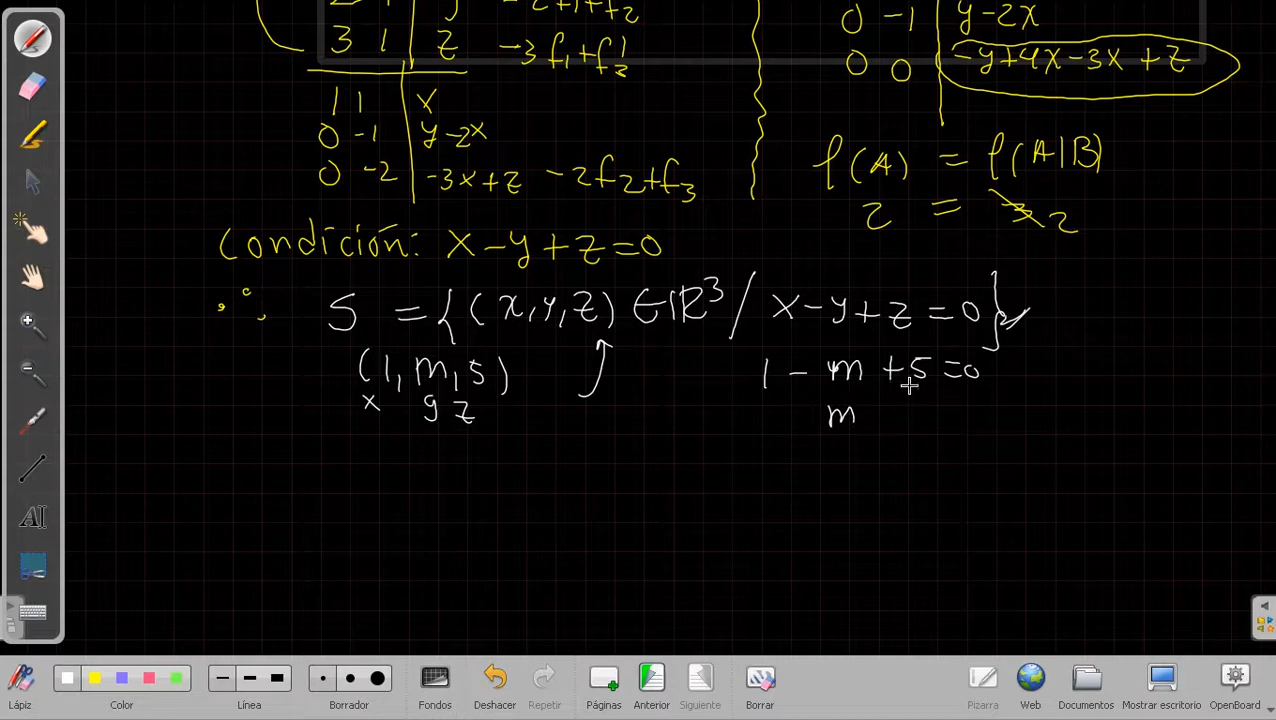 3 1 | z -3f1+f3
1 1 | x
0 -1 | y-2x
0 -2 | -3x+z -2f2+f3
0 -1 | y-2x
0 0 | -y+4x-3x+z
ρ(A) = ρ(A|B)
2 = 3 2
Condición: x-y+z=0
∴ S = {(x,y,z) ∈ ℝ³ / x-y+z=0}
(1,m,5) 1 - m + 5 = 0
x y z m
Lápiz
Color
Línea
Borrador
Fondos
Deshacer
Repetir
Páginas
Anterior
Siguiente
Borrar
Pizarra
Web
Documentos
Mostrar escritorio
OpenBoard